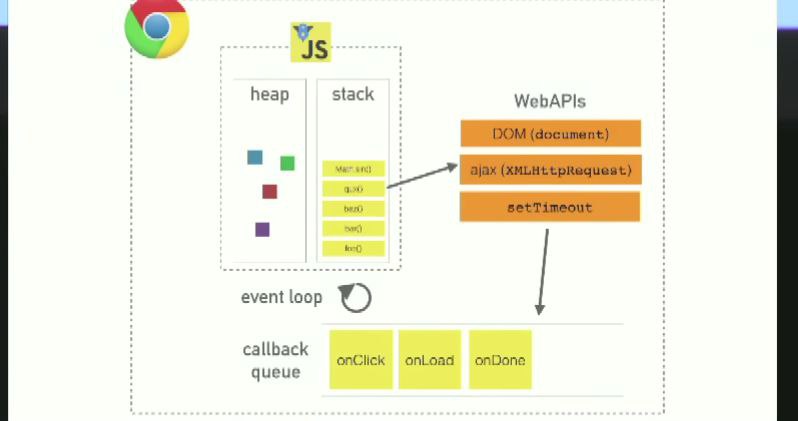 JS
heap
stack
WebAPIs
DOM (document)
ajax (XMLHttpRequest)
setTimeout
qux()
baz()
bar()
foo()
event loop
callback
queue
onClick
onLoad
onDone